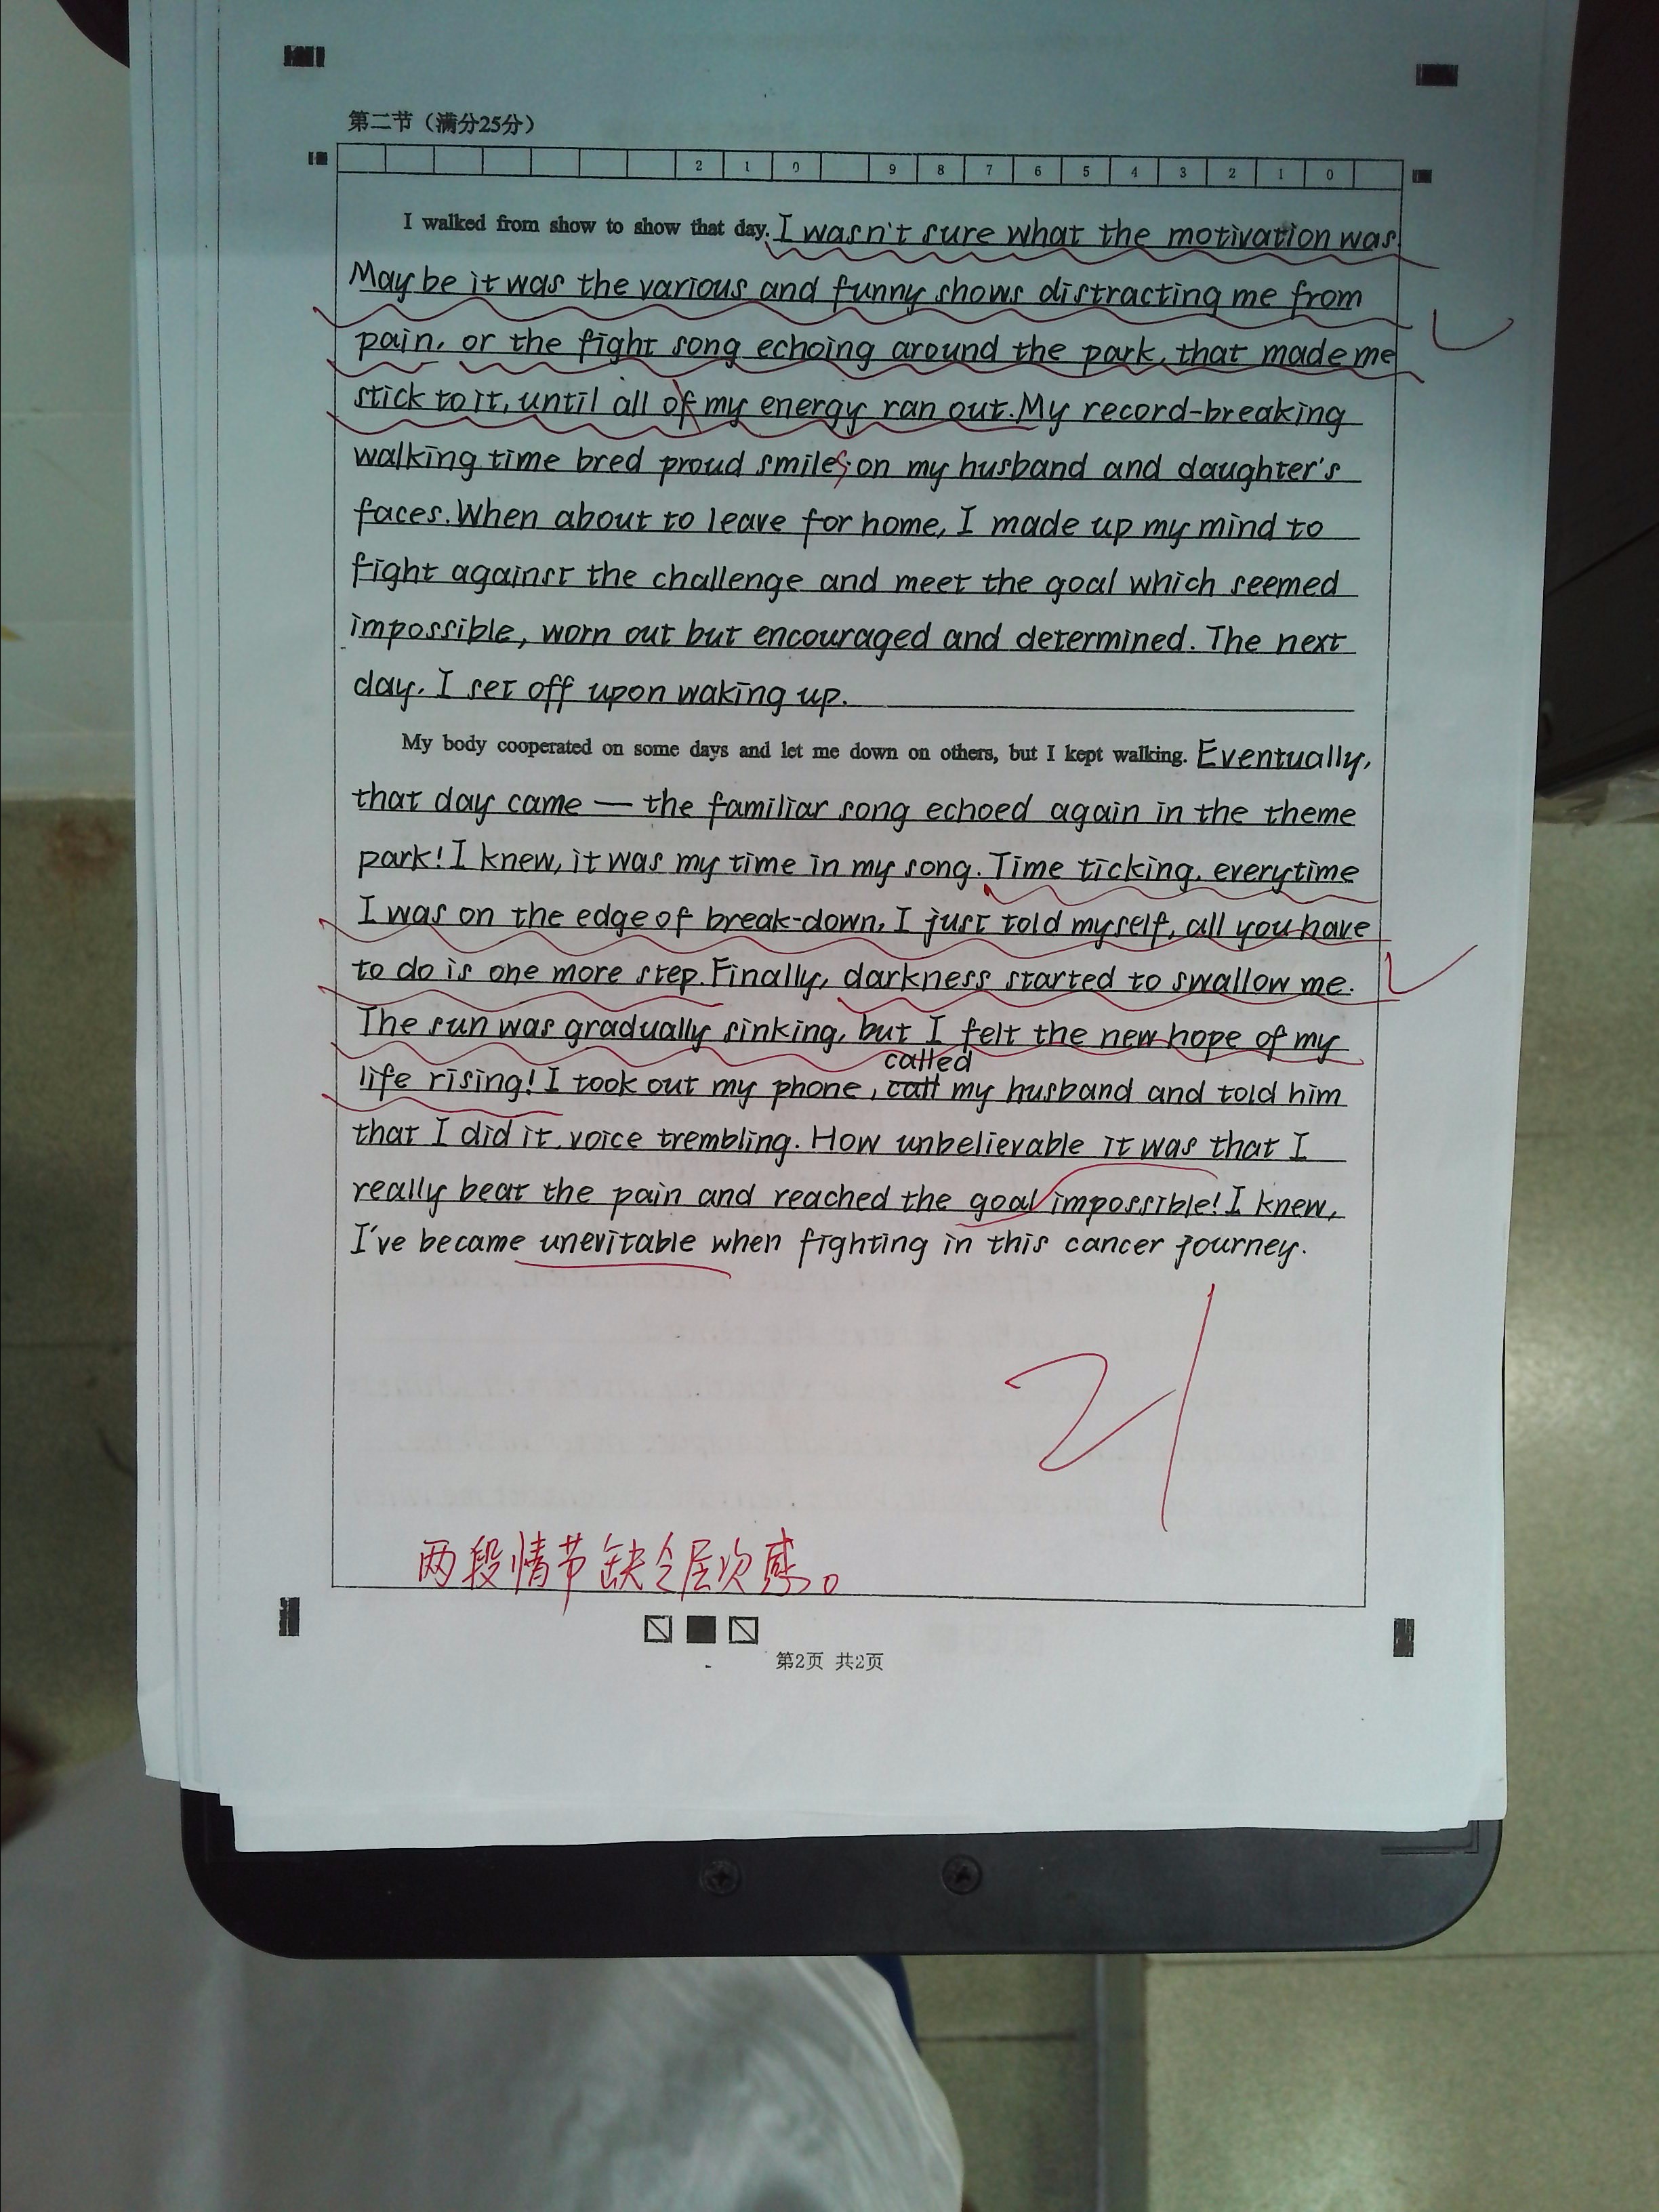 第二节（满分25分）
2 1 0 9 8 7 6 5 4 3 2 1 0
I walked from show to show that day. I wasn't sure what the motivation was.
Maybe it was the various and funny shows distracting me from
pain, or the fight song echoing around the park, that made me
stick to it, until all of my energy ran out. My record-breaking
walking time bred proud smiles on my husband and daughter's
faces. When about to leave for home, I made up my mind to
fight against the challenge and meet the goal which seemed
impossible, worn out but encouraged and determined. The next
day, I set off upon waking up.
My body cooperated on some days and let me down on others, but I kept walking. Eventually,
that day came — the familiar song echoed again in the theme
park! I knew, it was my time in my song. Time ticking, everytime
I was on the edge of break-down, I just told myself, all you have
to do is one more step. Finally, darkness started to swallow me.
The sun was gradually sinking, but I felt the new hope of my
called
life rising! I took out my phone, call my husband and told him
that I did it, voice trembling. How unbelievable it was that I
really beat the pain and reached the goal impossible! I knew,
I've became unevitable when fighting in this cancer journey.
21
两段情节缺乏层次感。
第2页 共2页